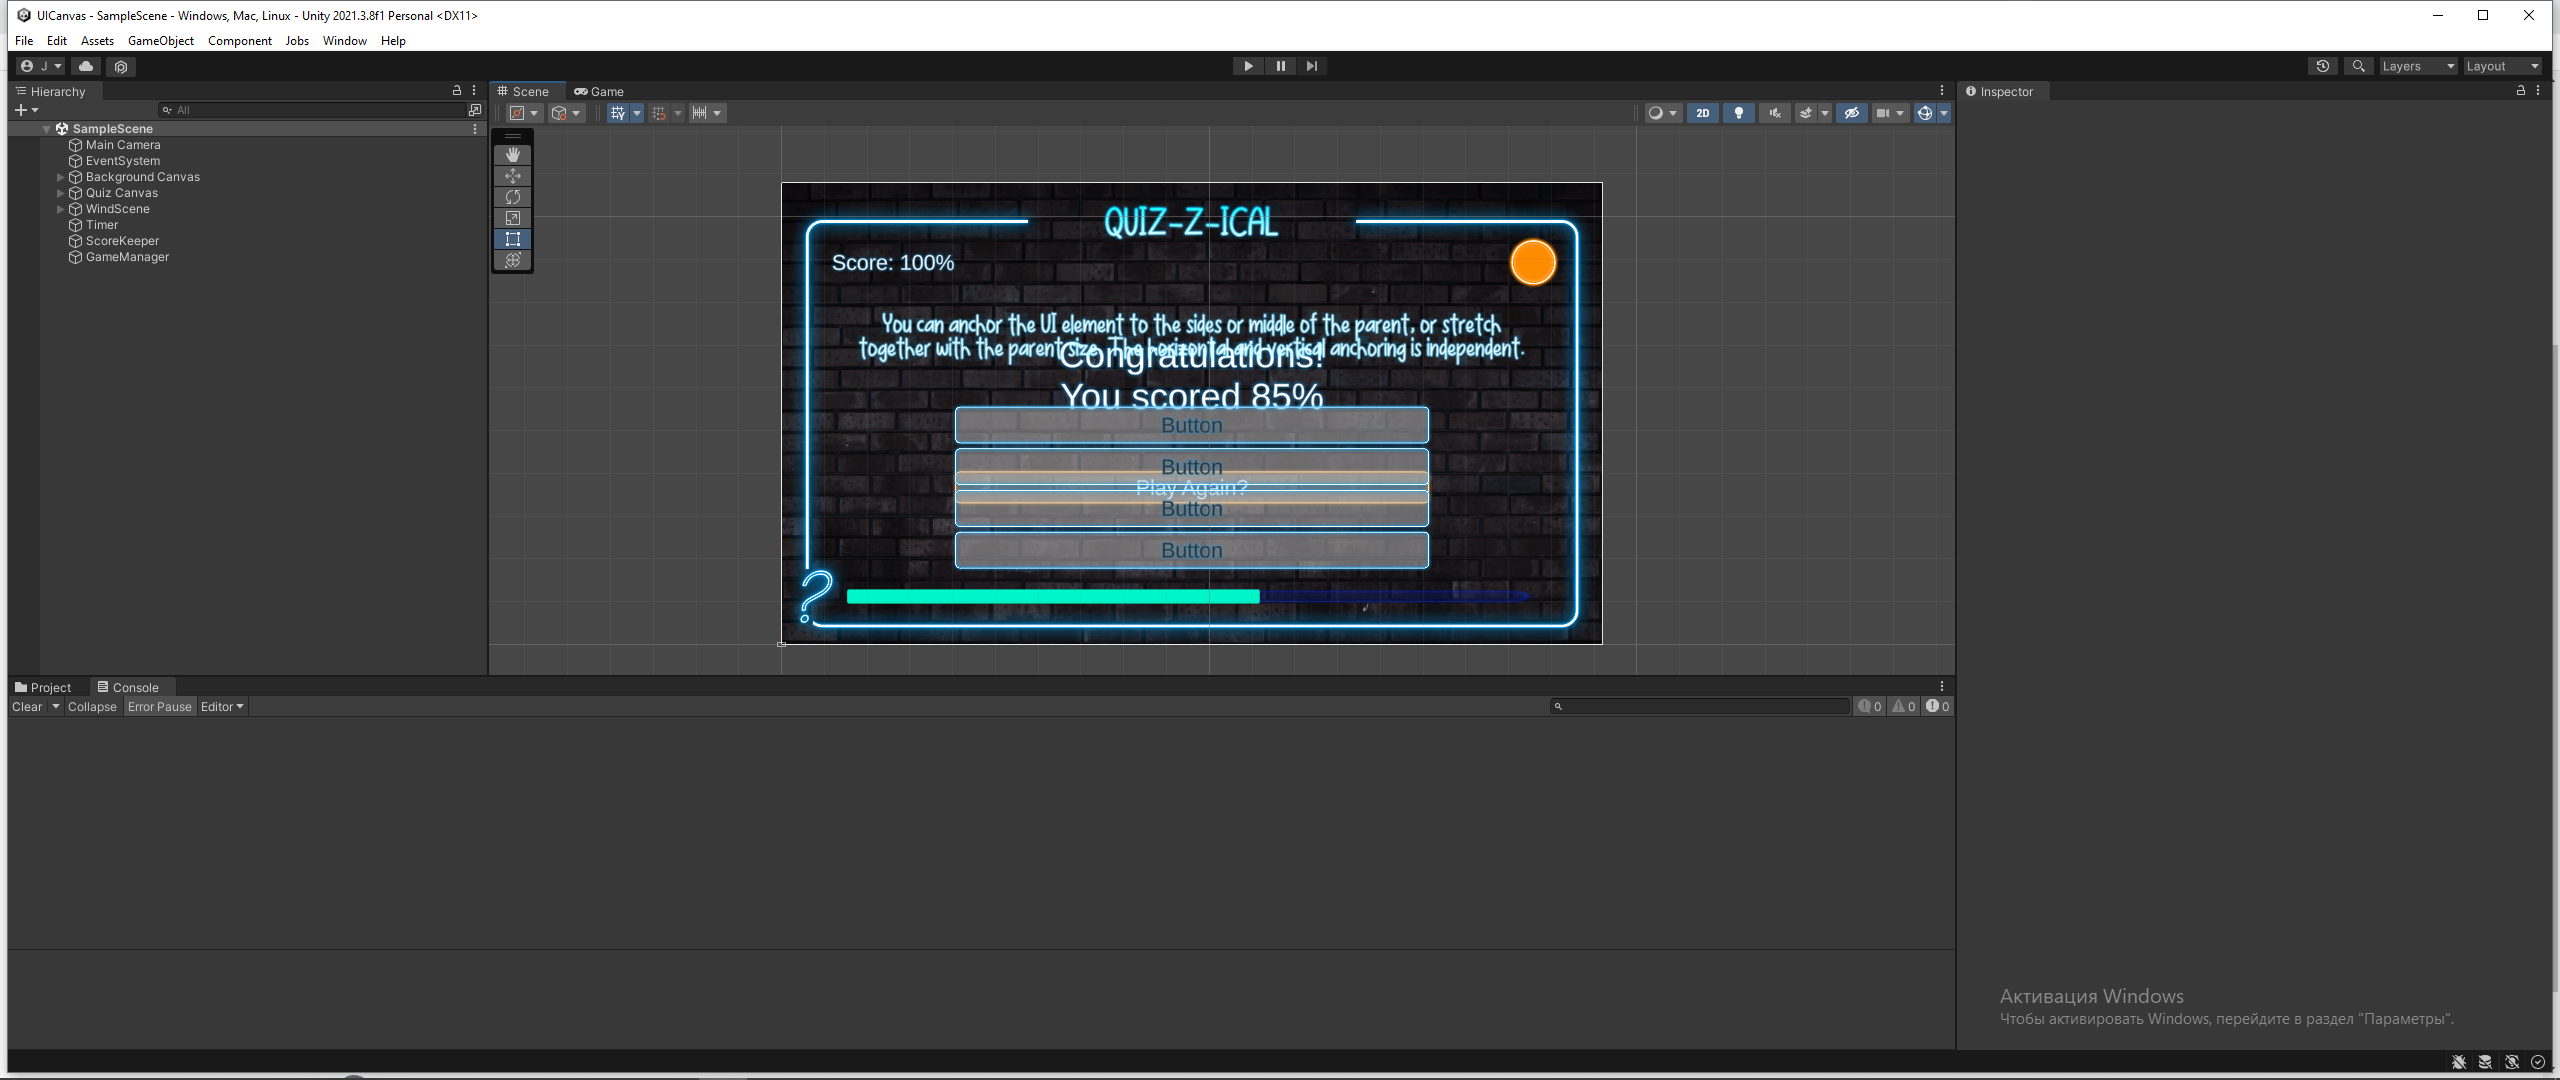 UICanvas - SampleScene - Windows, Mac, Linux - Unity 2021.3.8f1 Personal <DX11>
File Edit Assets GameObject Component Jobs Window Help
J
Layers Layout
Hierarchy
All
SampleScene
Main Camera
EventSystem
Background Canvas
Quiz Canvas
WindScene
Timer
ScoreKeeper
GameManager
Scene Game
2D
QUIZ-Z-ICAL
Score: 100%
You can anchor the UI element to the sides or middle of the parent, or stretch
together with the parent size. The horizontal and vertical anchoring is independent.
Congratulations!
You scored 85%
Button
Button
Play Again?
Button
Button
?
Inspector
Project Console
Clear Collapse Error Pause Editor
0 0 0
Активация Windows
Чтобы активировать Windows, перейдите в раздел "Параметры".